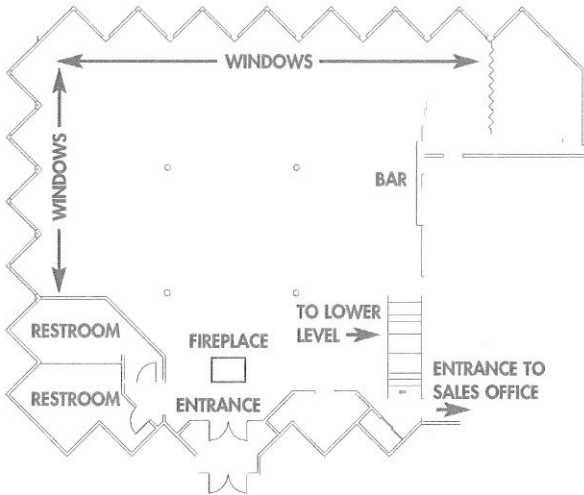 WINDOWS
WINDOWS
BAR
TO LOWER
LEVEL
RESTROOM
FIREPLACE
ENTRANCE TO
SALES OFFICE
RESTROOM
ENTRANCE